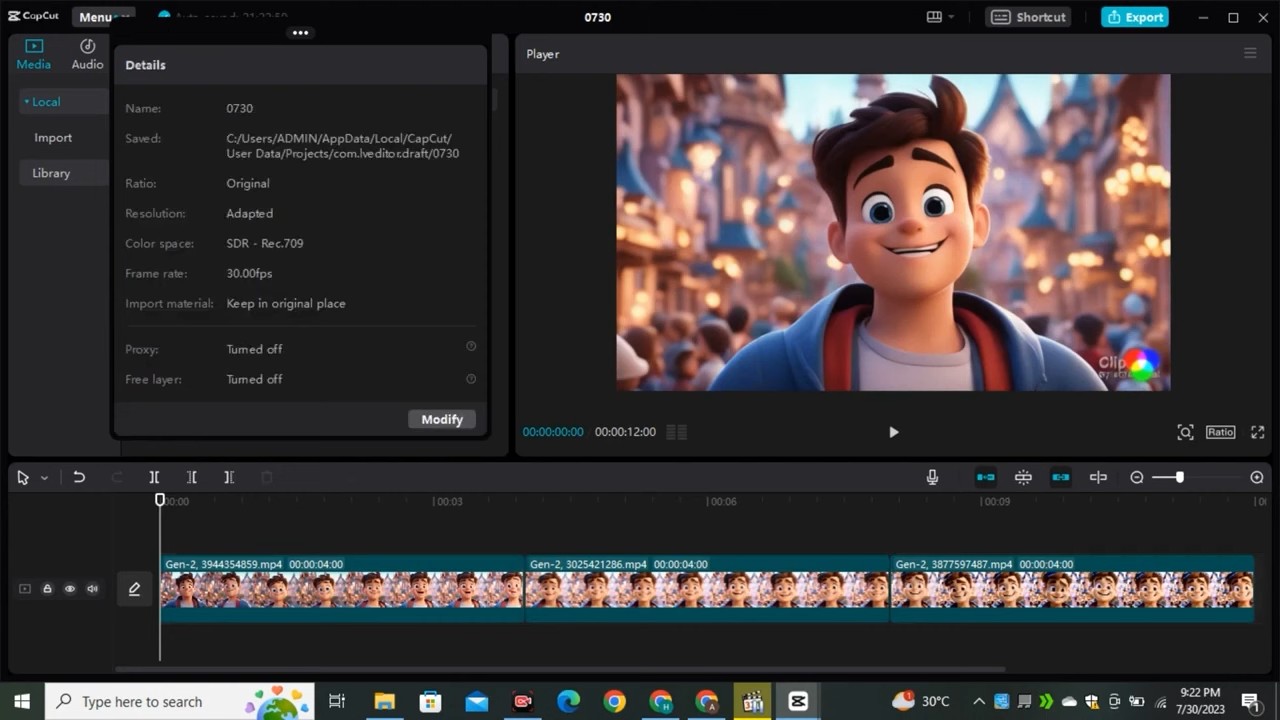 CapCut
Menu
0730
Shortcut
Export
Media
Audio
Local
Import
Library
•••
Details
Name: 0730
Saved: C:/Users/ADMIN/AppData/Local/CapCut/
User Data/Projects/com.lveditor.draft/0730
Ratio: Original
Resolution: Adapted
Color space: SDR - Rec.709
Frame rate: 30.00fps
Import material: Keep in original place
Proxy: Turned off
Free layer: Turned off
Modify
Player
Clip
00:00:00:00 00:00:12:00
Ratio
00:00 00:03 00:06 00:09
Gen-2, 3944354859.mp4 00:00:04:00
Gen-2, 3025421286.mp4 00:00:04:00
Gen-2, 3877597487.mp4 00:00:04:00
Type here to search
30°C
9:22 PM
7/30/2023